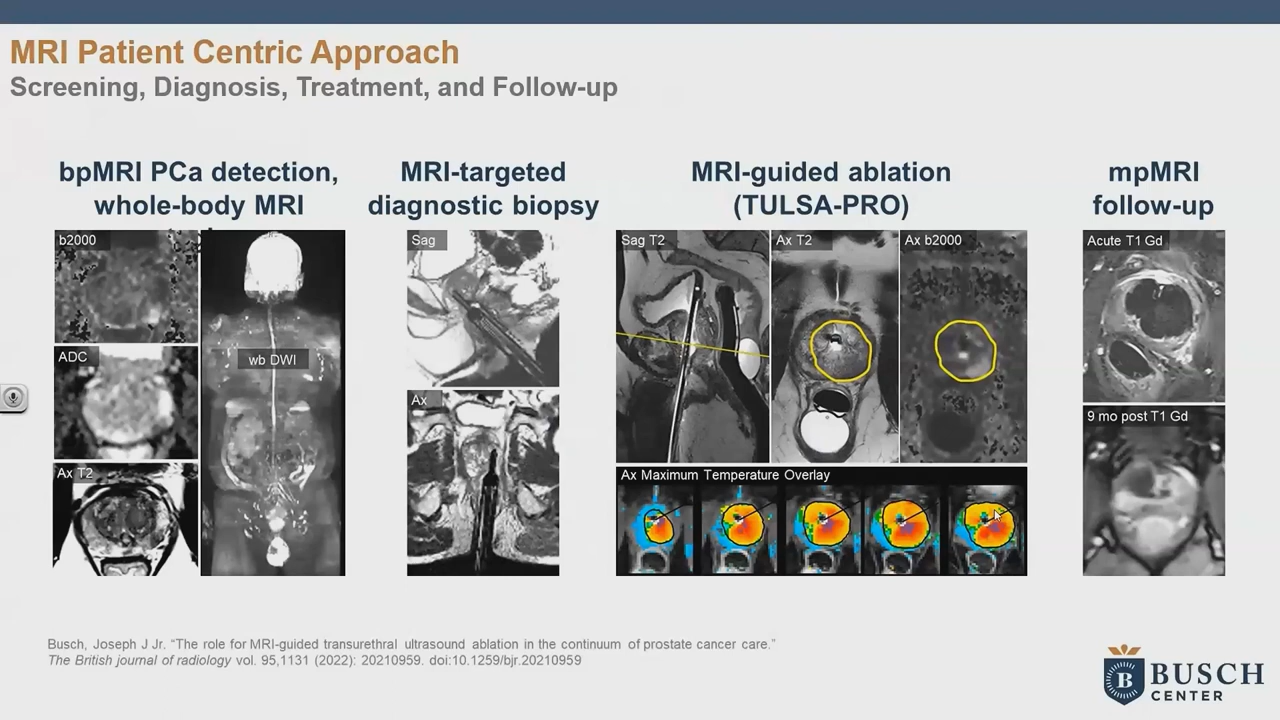 MRI Patient Centric Approach
Screening, Diagnosis, Treatment, and Follow-up
bpMRI PCa detection,
whole-body MRI
b2000
ADC
Ax T2
wb DWI
MRI-targeted
diagnostic biopsy
Sag
Ax
MRI-guided ablation
(TULSA-PRO)
Sag T2
Ax T2
Ax b2000
Ax Maximum Temperature Overlay
mpMRI
follow-up
Acute T1 Gd
9 mo post T1 Gd
Busch, Joseph J Jr. “The role for MRI-guided transurethral ultrasound ablation in the continuum of prostate cancer care.”
The British journal of radiology vol. 95,1131 (2022): 20210959. doi:10.1259/bjr.20210959
B
BUSCH
CENTER